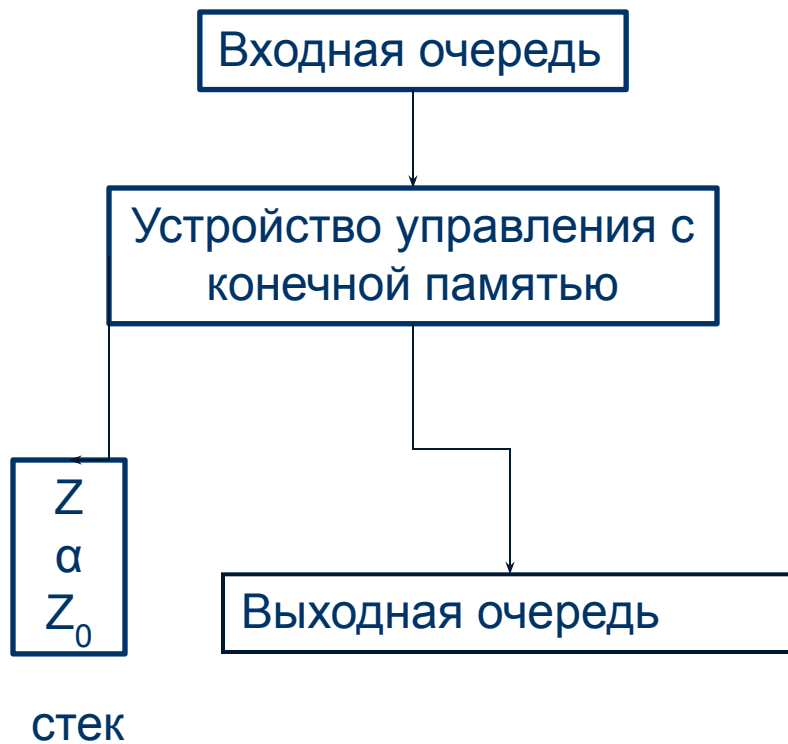 Входная очередь
Устройство управления с
конечной памятью
Z
α
Z₀
Выходная очередь
стек